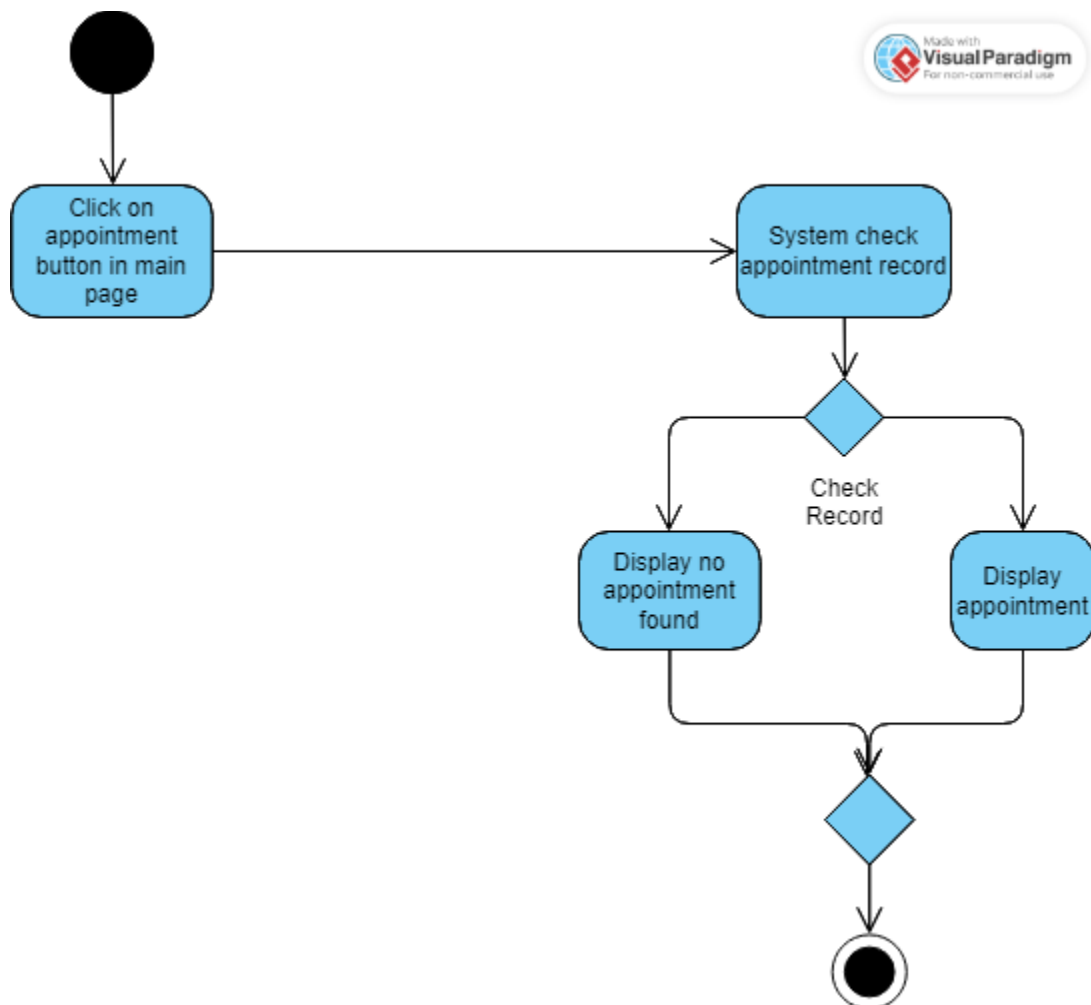 Made with
Visual Paradigm
For non-commercial use
Click on
appointment
button in main
page
System check
appointment record
Check
Record
Display no
appointment
found
Display
appointment